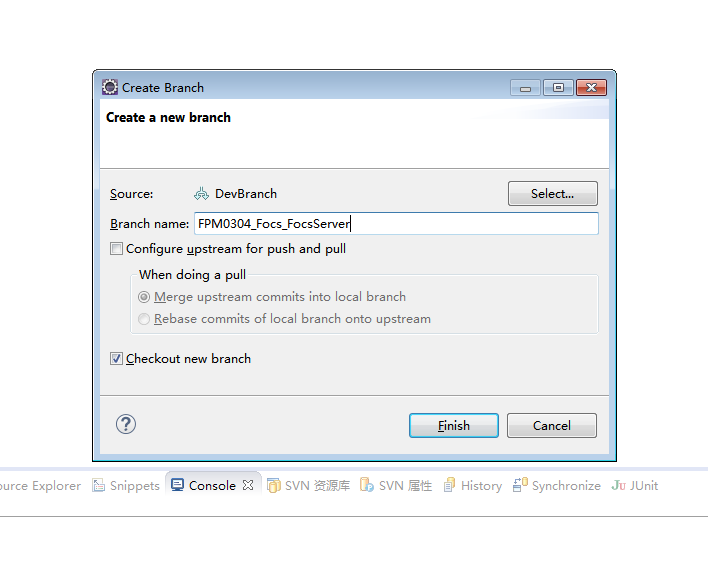 Create Branch
Create a new branch
Source: DevBranch Select...
Branch name: FPM0304_Focs_FocsServer
Configure upstream for push and pull
When doing a pull
Merge upstream commits into local branch
Rebase commits of local branch onto upstream
Checkout new branch
? Finish Cancel
ource Explorer Snippets Console SVN 资源库 SVN 属性 History Synchronize Ju JUnit